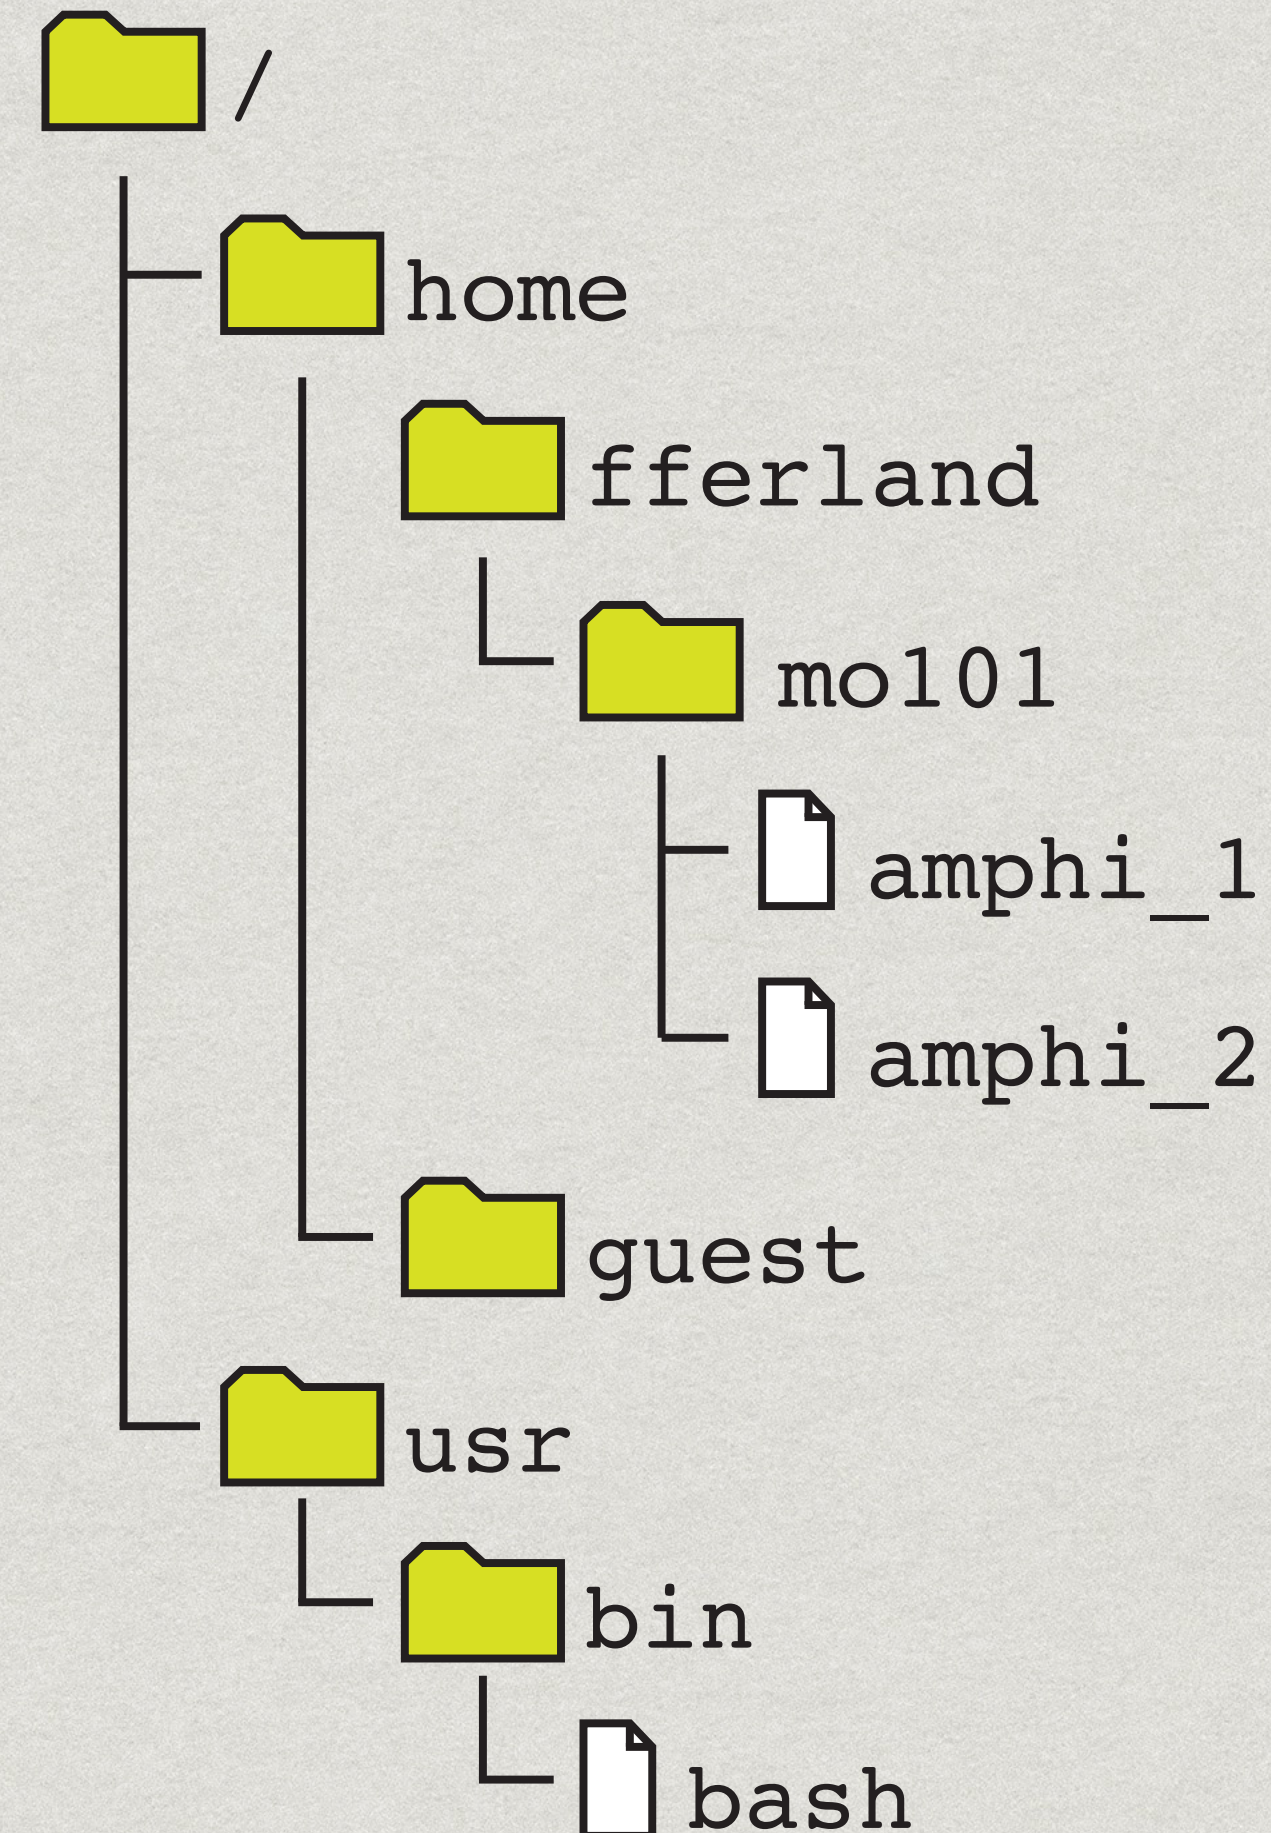 /
home
fferland
mo101
amphi_1
amphi_2
guest
usr
bin
bash